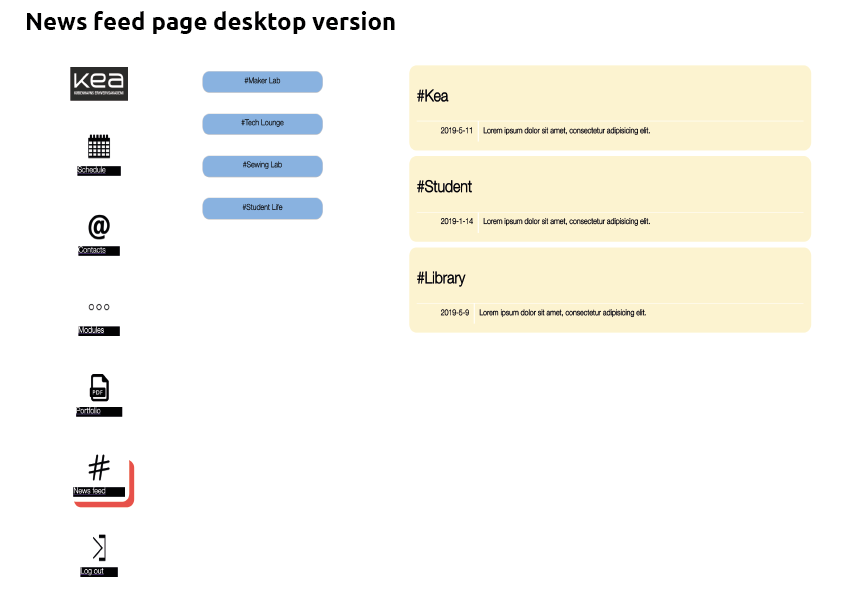 News feed page desktop version
kea
KØBENHAVNS ERHVERVSAKADEMI
Schedule
@
Contacts
Modules
PDF
Portfolio
#
News feed
Log out
#Maker Lab
#Tech Lounge
#Sewing Lab
#Student Life
#Kea
2019-5-11 Lorem ipsum dolor sit amet, consectetur adipisicing elit.
#Student
2019-1-14 Lorem ipsum dolor sit amet, consectetur adipisicing elit.
#Library
2019-5-9 Lorem ipsum dolor sit amet, consectetur adipisicing elit.